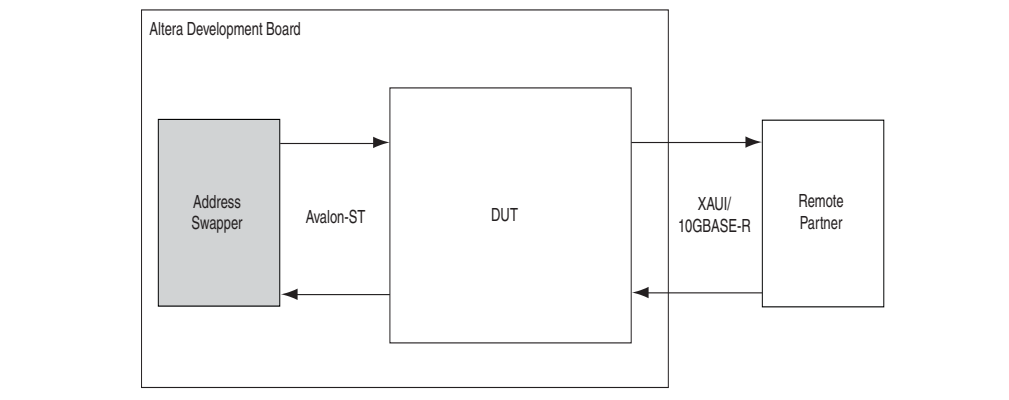 Altera Development Board
Address
Swapper
Avalon-ST
DUT
XAUI/
10GBASE-R
Remote
Partner